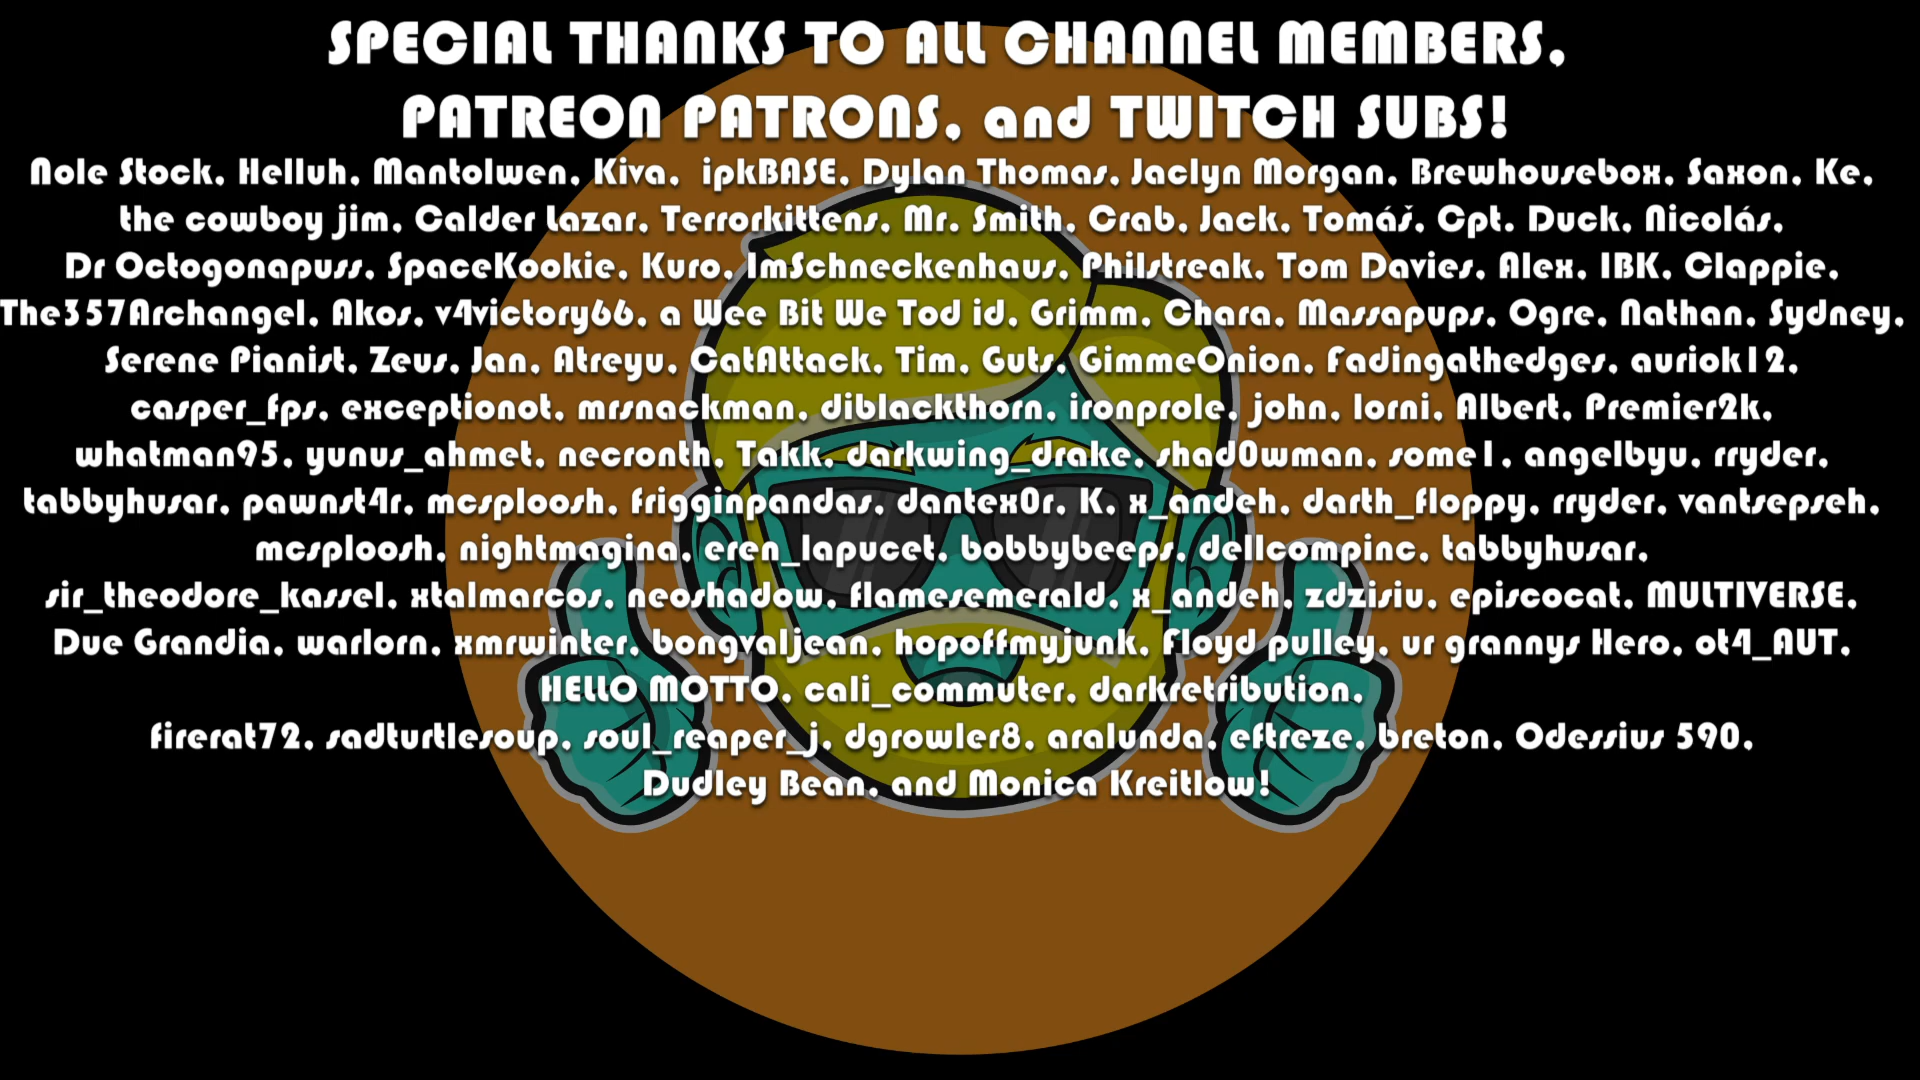 SPECIAL THANKS TO ALL CHANNEL MEMBERS,
PATREON PATRONS, and TWITCH SUBS!
Nole Stock, Helluh, Mantolwen, Kiva,  ipkBASE, Dylan Thomas, Jaclyn Morgan, Brewhousebox, Saxon, Ke,
the cowboy jim, Calder Lazar, Terrorkittens, Mr. Smith, Crab, Jack, Tomáš, Cpt. Duck, Nicolás,
Dr Octogonapuss, SpaceKookie, Kuro, ImSchneckenhaus, Philstreak, Tom Davies, Alex, IBK, Clappie,
The357Archangel, Akos, v4victory66, a Wee Bit We Tod id, Grimm, Chara, Massapups, Ogre, Nathan, Sydney,
Serene Pianist, Zeus, Jan, Atreyu, CatAttack, Tim, Guts, GimmeOnion, Fadingathedges, auriok12,
casper_fps, exceptionot, mrsnackman, diblackthorn, ironprole, john, lorni, Albert, Premier2k,
whatman95, yunus_ahmet, necronth, Takk, darkwing_drake, shad0wman, some1, angelbyu, rryder,
tabbyhusar, pawnst4r, mcsploosh, frigginpandas, dantex0r, K, x_andeh, darth_floppy, rryder, vantsepseh,
mcsploosh, nightmagina, eren_lapucet, bobbybeeps, dellcompinc, tabbyhusar,
sir_theodore_kassel, xtalmarcos, neoshadow, flamesemerald, x_andeh, zdzisiu, episcocat, MULTIVERSE,
Due Grandia, warlorn, xmrwinter, bongvaljean, hopoffmyjunk, Floyd pulley, ur grannys Hero, ot4_AUT,
HELLO MOTTO, cali_commuter, darkretribution,
firerat72, sadturtlesoup, soul_reaper_j, dgrowler8, aralunda, eftreze, breton, Odessius 590,
Dudley Bean, and Monica Kreitlow!